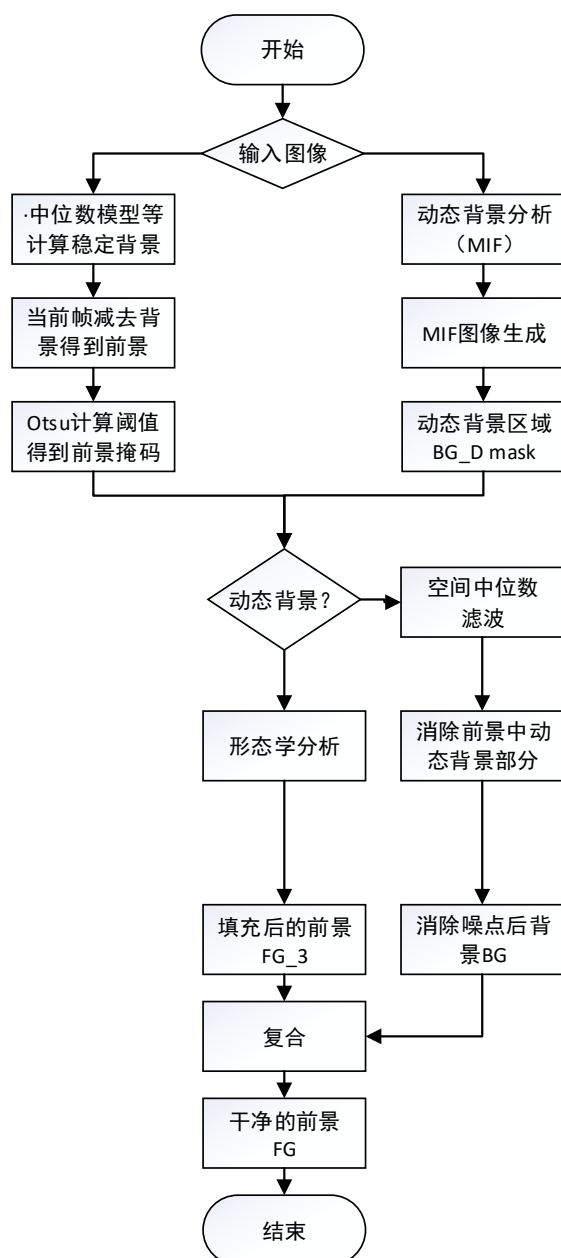 开始
输入图像
·中位数模型等
计算稳定背景
动态背景分析
（MIF）
当前帧减去背
景得到前景
MIF图像生成
Otsu计算阈值
得到前景掩码
动态背景区域
BG_D mask
动态背景？
空间中位数
滤波
形态学分析
消除前景中动
态背景部分
填充后的前景
FG_3
消除噪点后背
景BG
复合
干净的前景
FG
结束